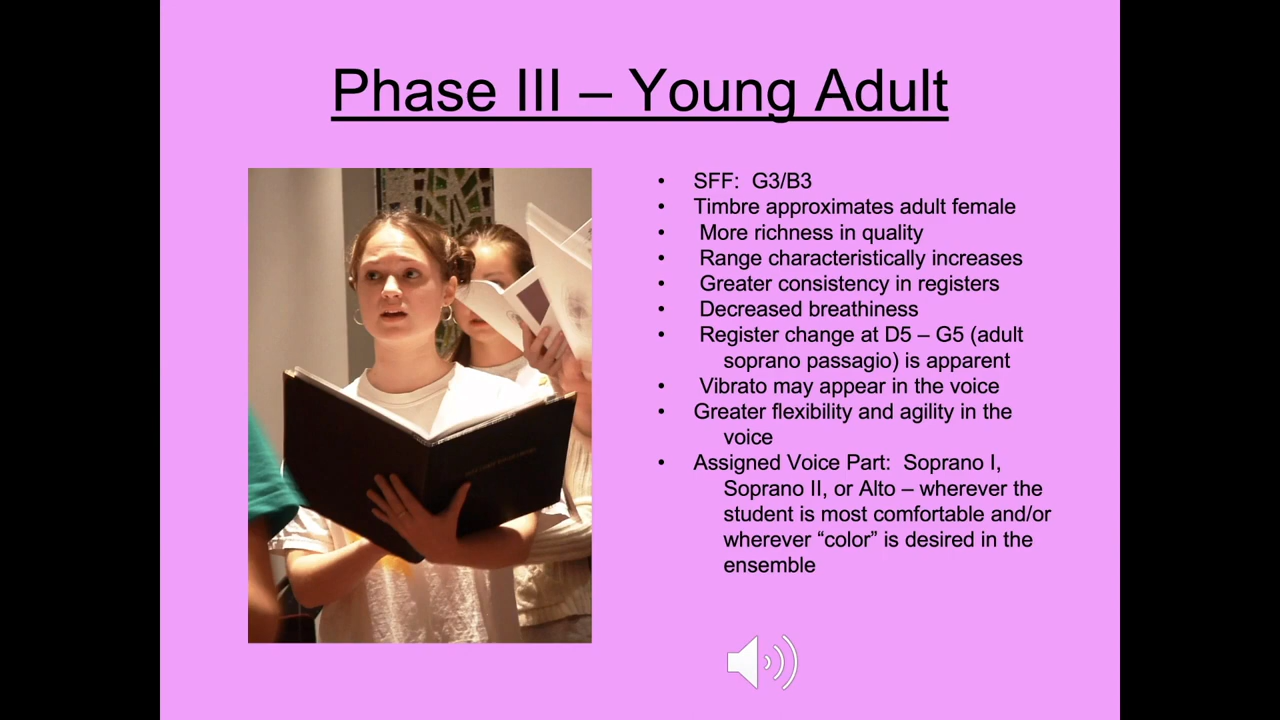 Phase III – Young Adult
• SFF: G3/B3
• Timbre approximates adult female
• More richness in quality
• Range characteristically increases
• Greater consistency in registers
• Decreased breathiness
• Register change at D5 – G5 (adult
soprano passagio) is apparent
• Vibrato may appear in the voice
• Greater flexibility and agility in the
voice
• Assigned Voice Part: Soprano I,
Soprano II, or Alto – wherever the
student is most comfortable and/or
wherever “color” is desired in the
ensemble